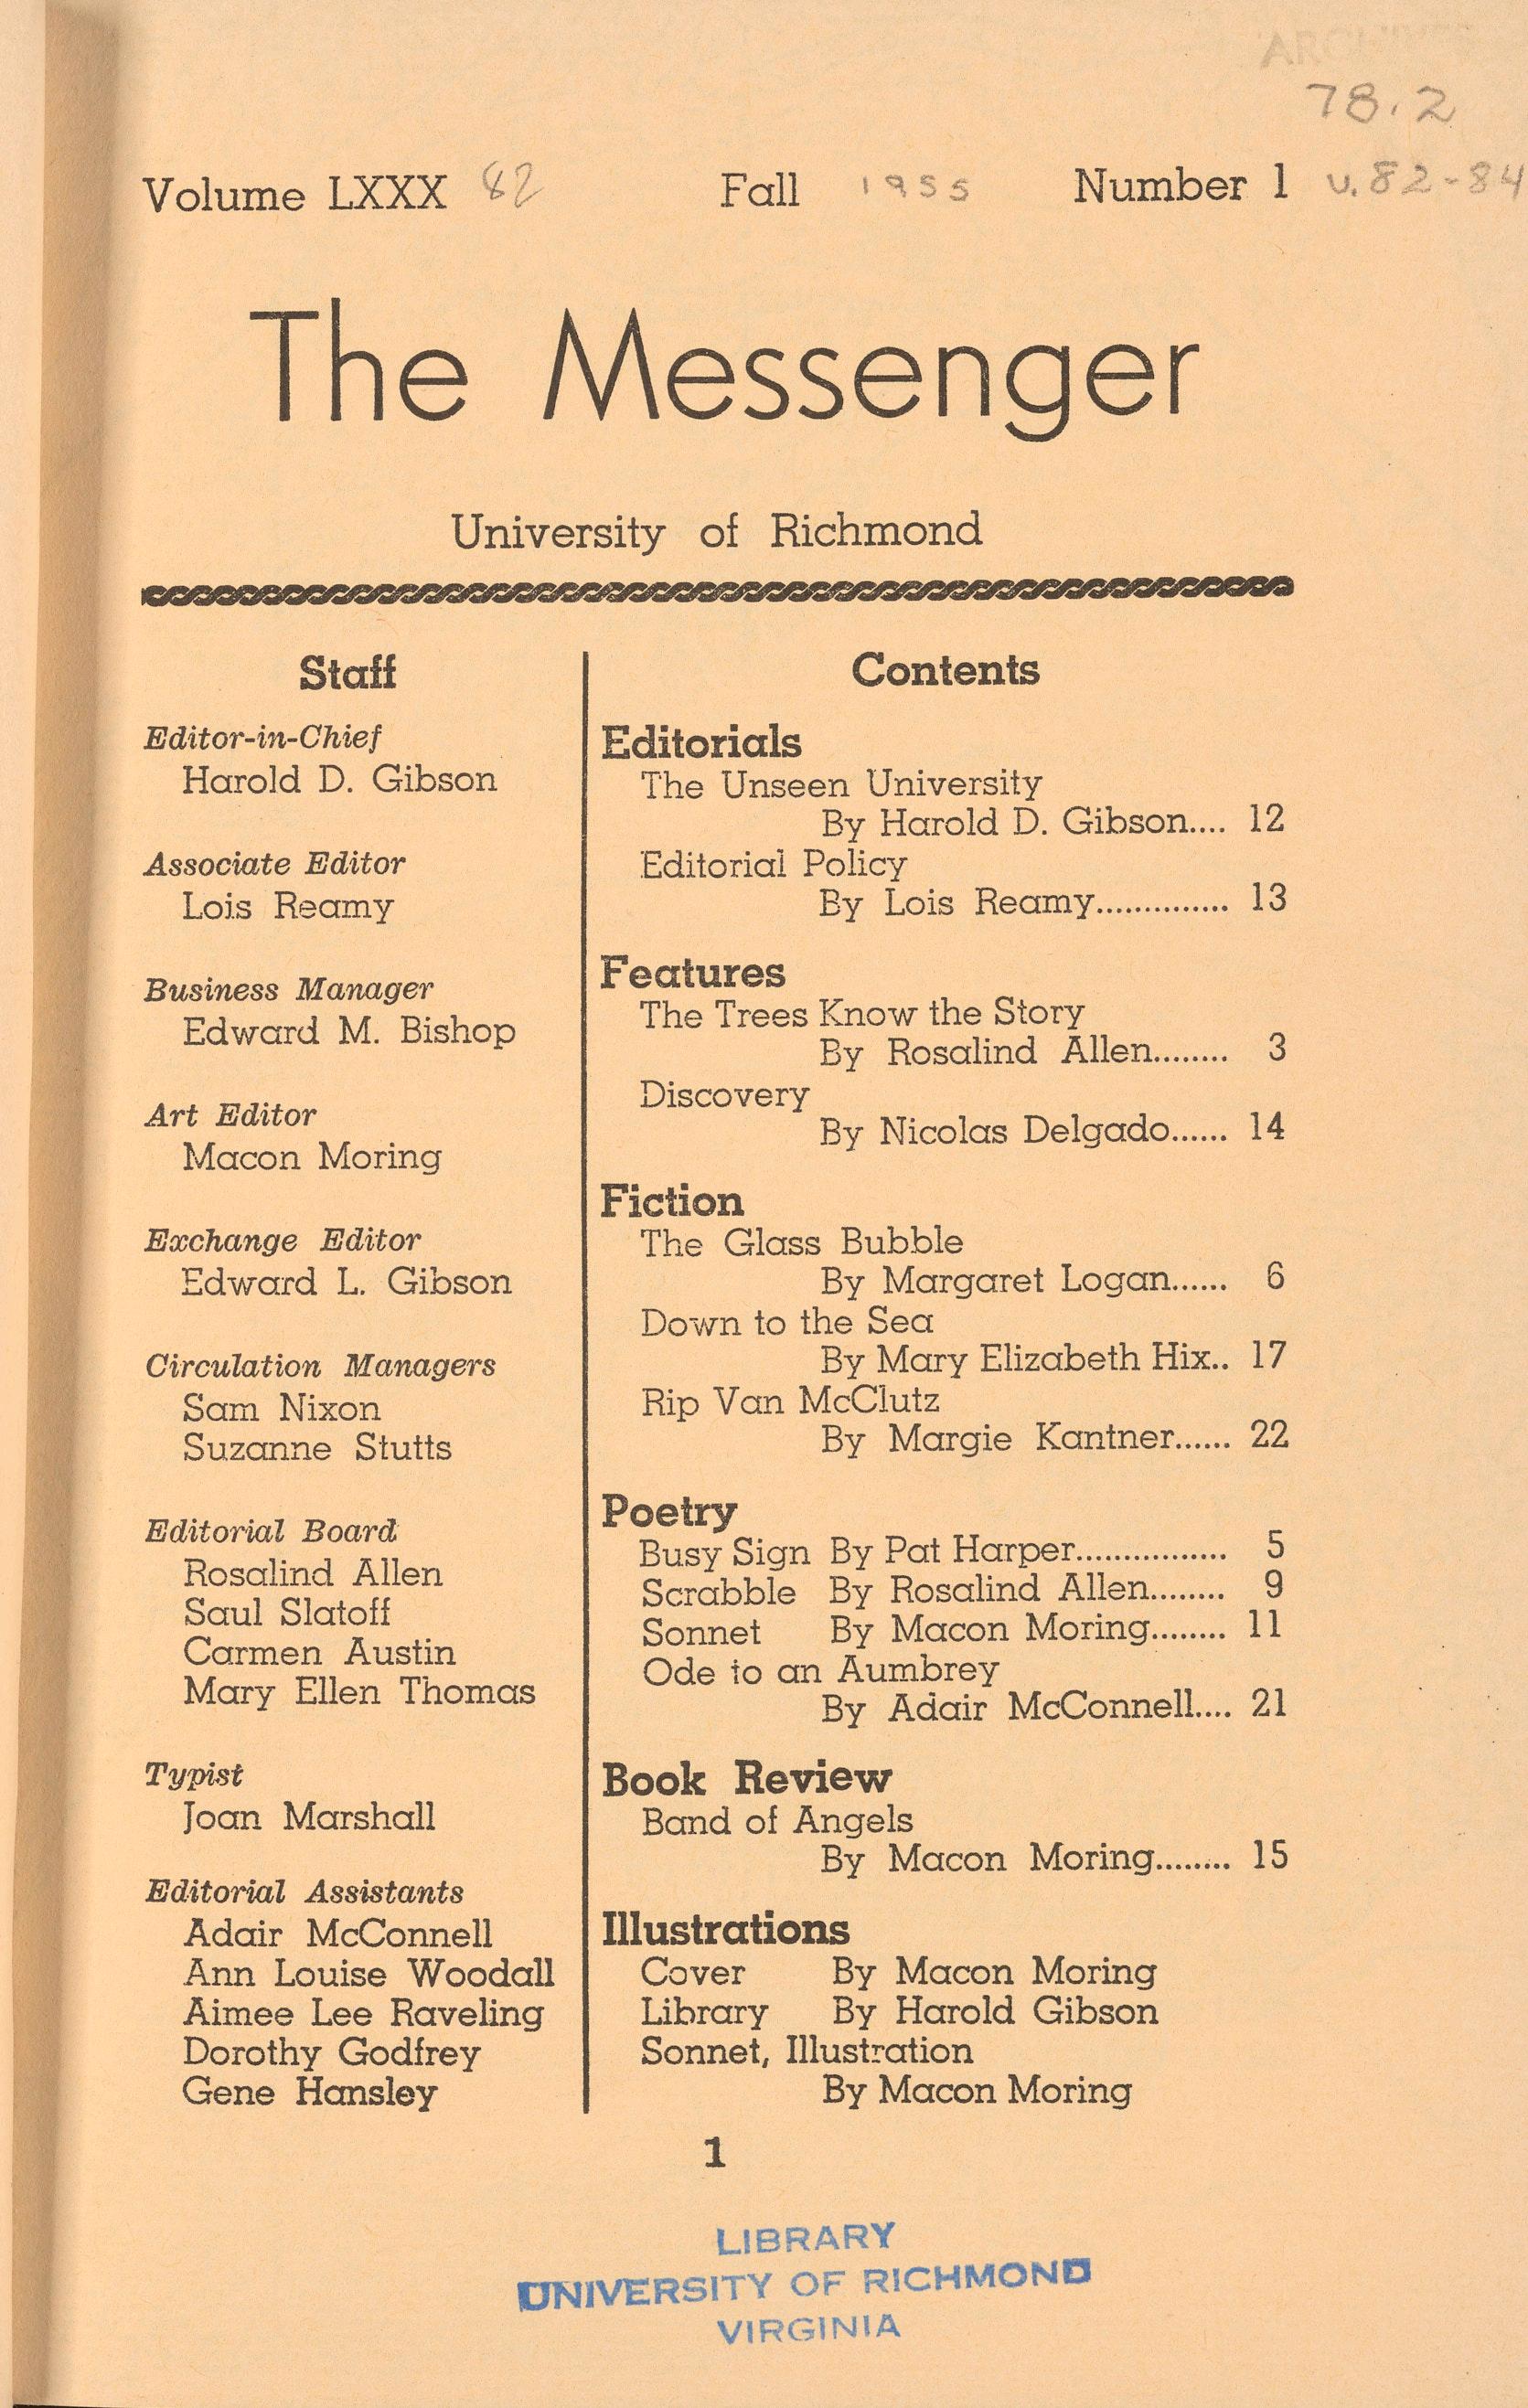 ARCHIVES
78.2
Volume LXXX 82 Fall 1955 Number 1 v.82-84
The Messenger
University of Richmond
Staff
Editor-in-Chief
Harold D. Gibson
Associate Editor
Lois Reamy
Business Manager
Edward M. Bishop
Art Editor
Macon Moring
Exchange Editor
Edward L. Gibson
Circulation Managers
Sam Nixon
Suzanne Stutts
Editorial Board
Rosalind Allen
Saul Slatoff
Carmen Austin
Mary Ellen Thomas
Typist
Joan Marshall
Editorial Assistants
Adair McConnell
Ann Louise Woodall
Aimee Lee Raveling
Dorothy Godfrey
Gene Hansley
Contents
Editorials
The Unseen University
By Harold D. Gibson.... 12
Editorial Policy
By Lois Reamy.............. 13
Features
The Trees Know the Story
By Rosalind Allen........ 3
Discovery
By Nicolas Delgado...... 14
Fiction
The Glass Bubble
By Margaret Logan...... 6
Down to the Sea
By Mary Elizabeth Hix.. 17
Rip Van McClutz
By Margie Kantner...... 22
Poetry
Busy Sign By Pat Harper................ 5
Scrabble By Rosalind Allen........ 9
Sonnet By Macon Moring........ 11
Ode to an Aumbrey
By Adair McConnell.... 21
Book Review
Band of Angels
By Macon Moring........ 15
Illustrations
Cover By Macon Moring
Library By Harold Gibson
Sonnet, Illustration
By Macon Moring
1
LIBRARY
UNIVERSITY OF RICHMOND
VIRGINIA